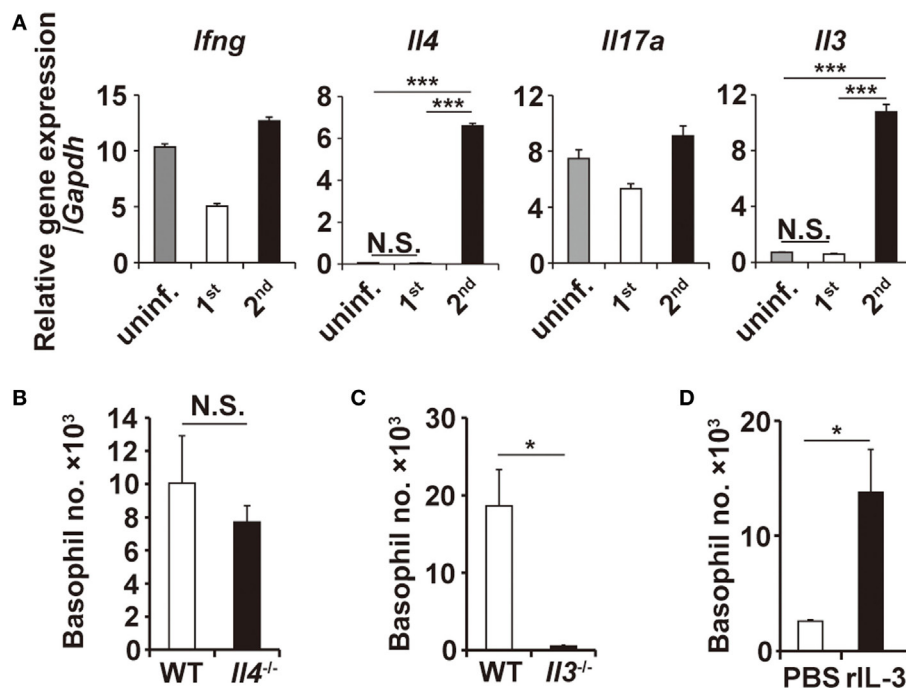 A
Ifng
Il4
Il17a
Il3
Relative gene expression
/Gapdh
15
10
5
0
uninf.
1st
2nd
8
6
4
2
0
***
***
N.S.
uninf.
1st
2nd
12
8
4
0
uninf.
1st
2nd
12
8
4
0
***
***
N.S.
uninf.
1st
2nd
B
Basophil no. ×10³
14
12
10
8
6
4
2
0
N.S.
WT
Il4-/-
C
Basophil no. ×10³
30
20
10
0
*
WT
Il3-/-
D
Basophil no. ×10³
20
10
0
*
PBS
rIL-3